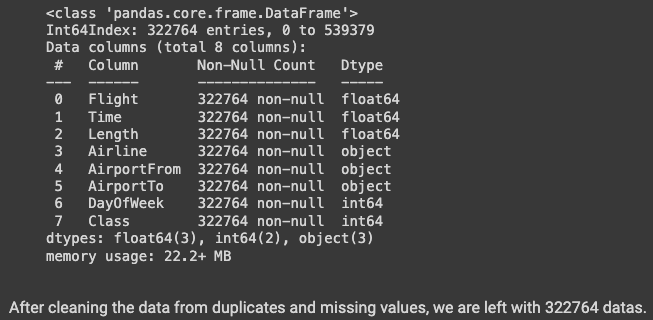 <class 'pandas.core.frame.DataFrame'>
Int64Index: 322764 entries, 0 to 539379
Data columns (total 8 columns):
 #   Column       Non-Null Count   Dtype
---  ------       --------------   -----
 0   Flight       322764 non-null  float64
 1   Time         322764 non-null  float64
 2   Length       322764 non-null  float64
 3   Airline      322764 non-null  object
 4   AirportFrom  322764 non-null  object
 5   AirportTo    322764 non-null  object
 6   DayOfWeek    322764 non-null  int64
 7   Class        322764 non-null  int64
dtypes: float64(3), int64(2), object(3)
memory usage: 22.2+ MB
After cleaning the data from duplicates and missing values, we are left with 322764 datas.